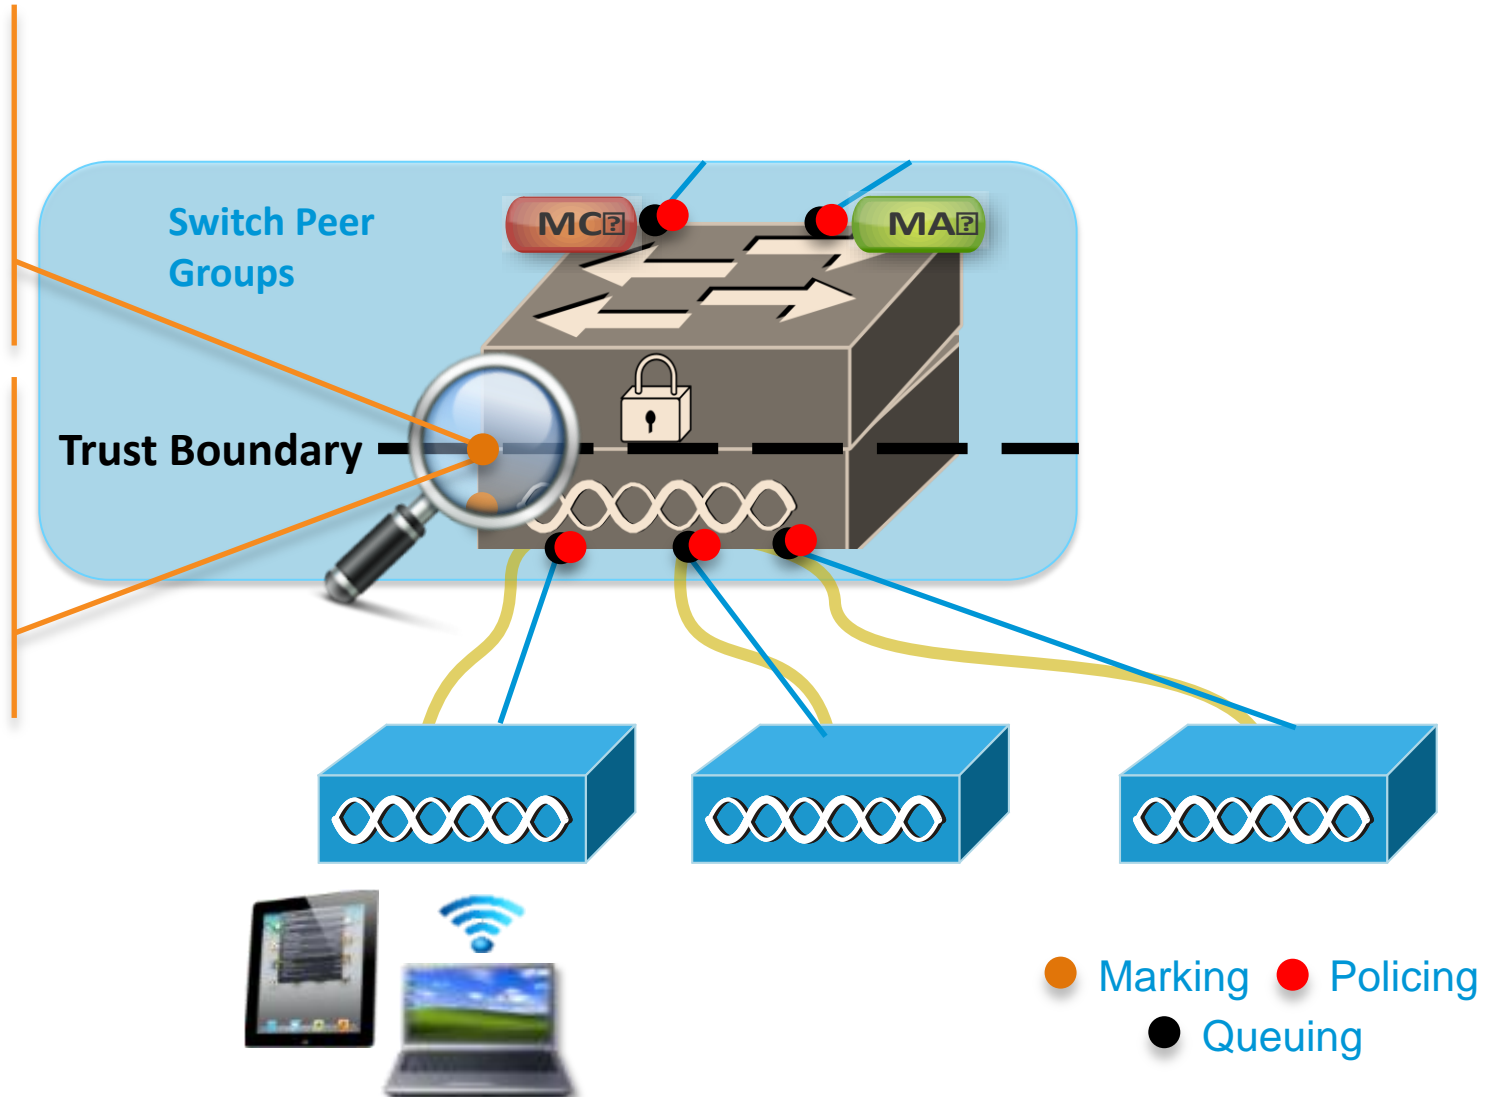 Switch Peer
Groups
MC
MA
Trust Boundary
Marking
Policing
Queuing